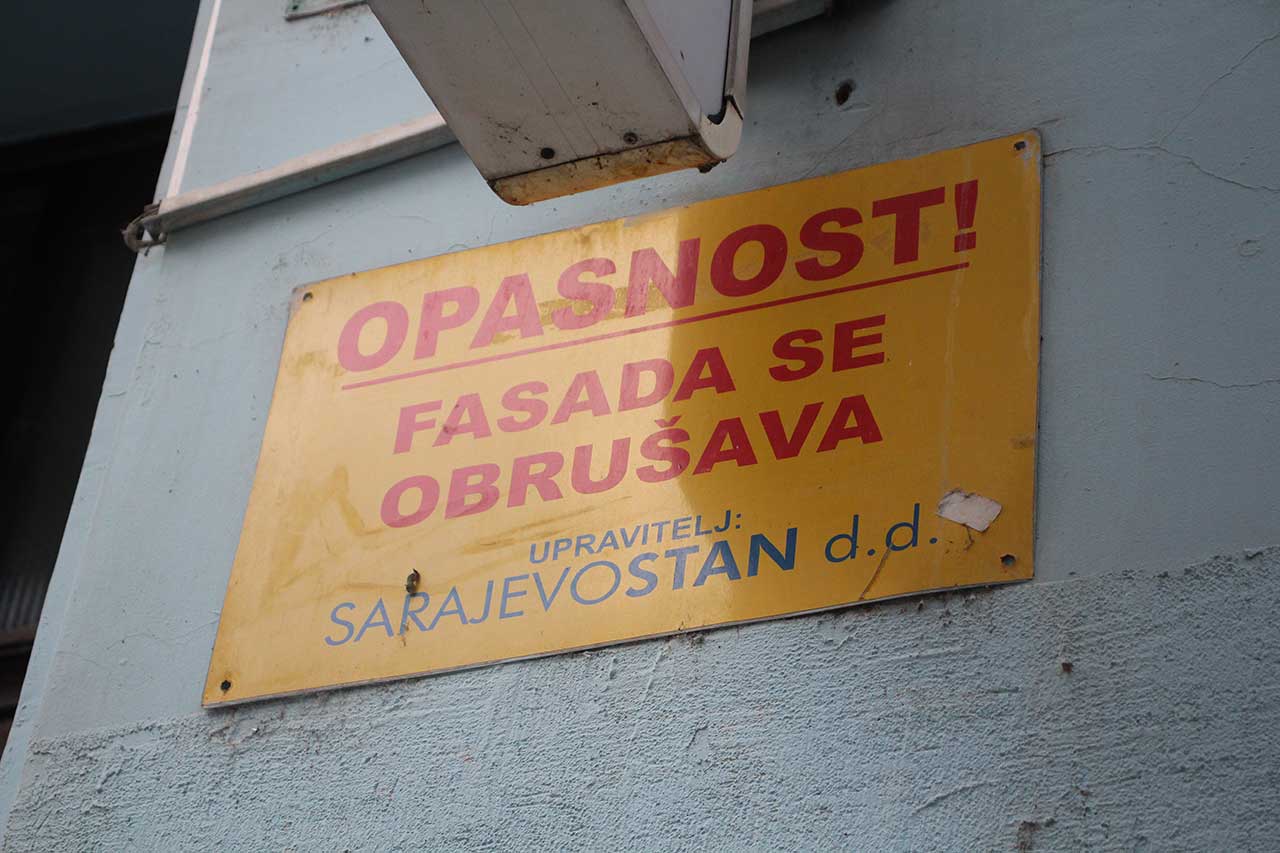 OPASNOST!
FASADA SE
OBRUŠAVA
UPRAVITELJ:
SARAJEVOSTAN d.d.